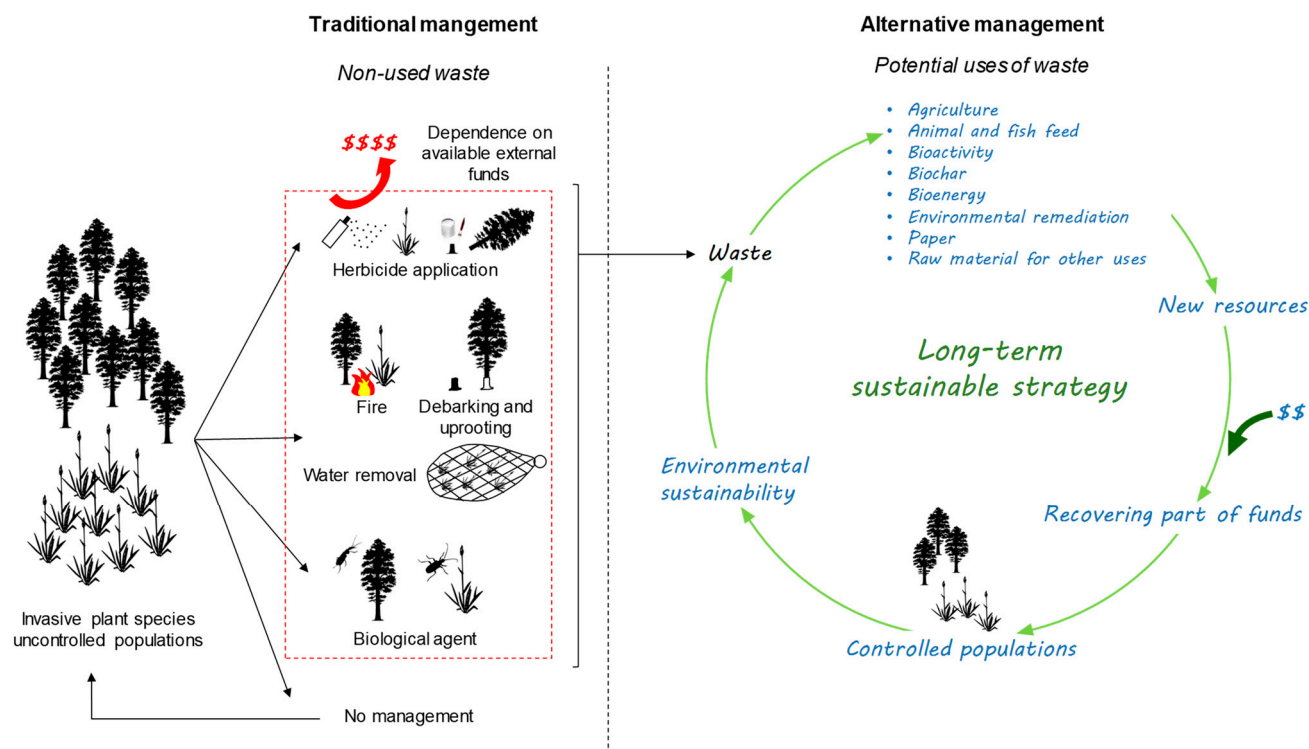 Traditional mangement
Non-used waste
$$$$
Dependence on
available external
funds
Herbicide application
Fire
Debarking and
uprooting
Water removal
Biological agent
Invasive plant species
uncontrolled populations
No management
Alternative management
Potential uses of waste
• Agriculture
• Animal and fish feed
• Bioactivity
• Biochar
• Bioenergy
• Environmental remediation
• Paper
• Raw material for other uses
Waste
New resources
Long-term
sustainable strategy
$$
Environmental
sustainability
Recovering part of funds
Controlled populations